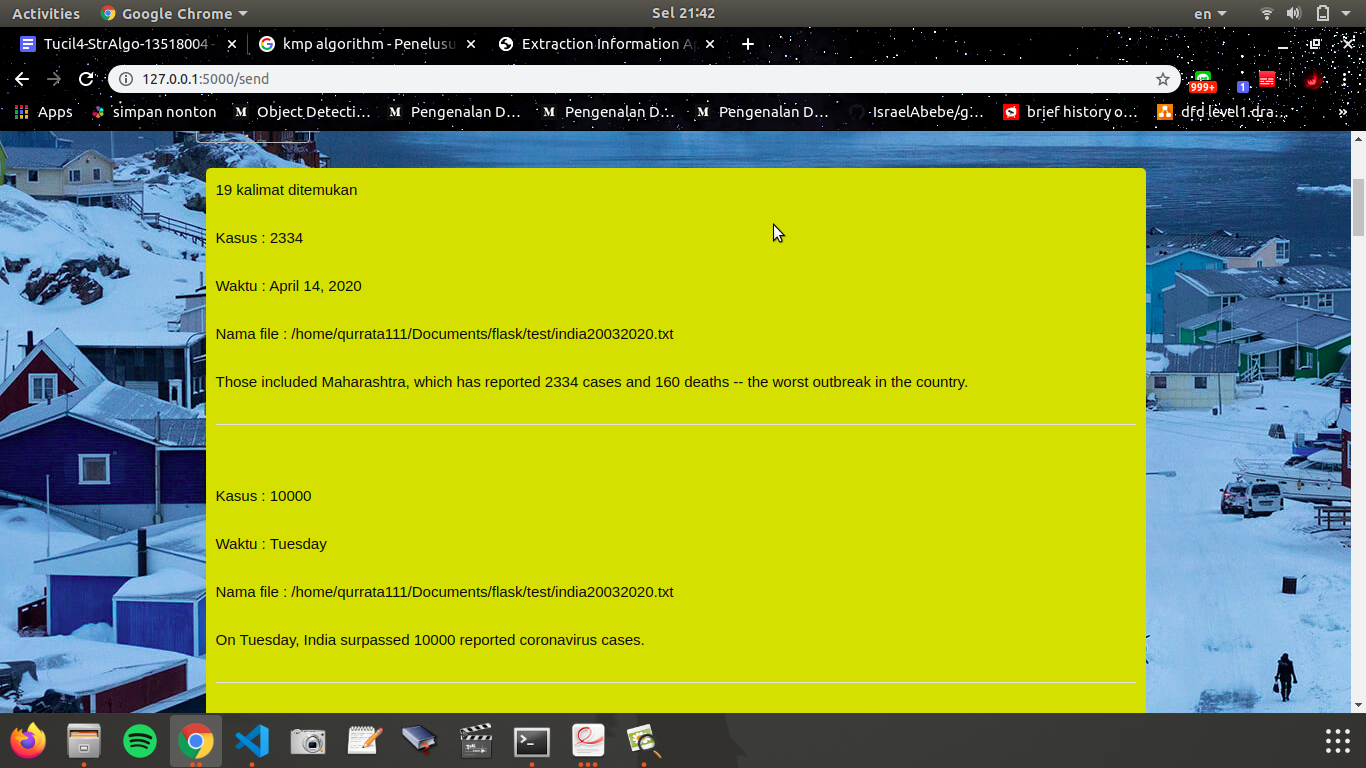 Activities Google Chrome Sel 21:42 en
Tucil4-StrAlgo-13518004 - kmp algorithm - Penelusu Extraction Information Ap
127.0.0.1:5000/send 999+ 1
Apps simpan nonton Object Detecti... Pengenalan D... Pengenalan D... Pengenalan D... IsraelAbebe/g... brief history o... dfd level1.dra... »
19 kalimat ditemukan
Kasus : 2334
Waktu : April 14, 2020
Nama file : /home/qurrata111/Documents/flask/test/india20032020.txt
Those included Maharashtra, which has reported 2334 cases and 160 deaths -- the worst outbreak in the country.
Kasus : 10000
Waktu : Tuesday
Nama file : /home/qurrata111/Documents/flask/test/india20032020.txt
On Tuesday, India surpassed 10000 reported coronavirus cases.